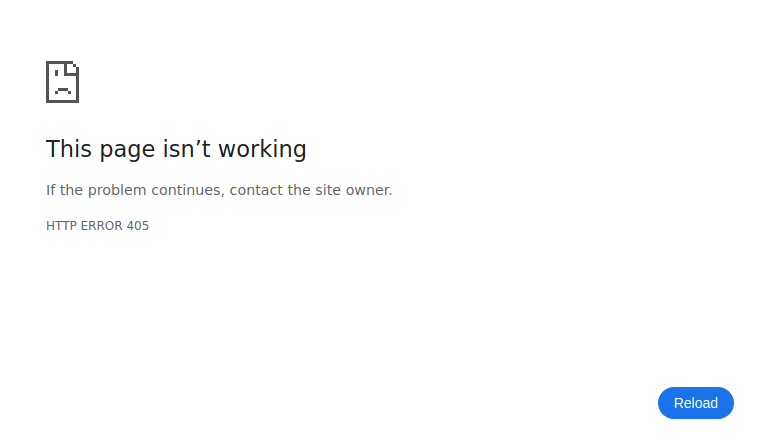 This page isn’t working
If the problem continues, contact the site owner.
HTTP ERROR 405
Reload